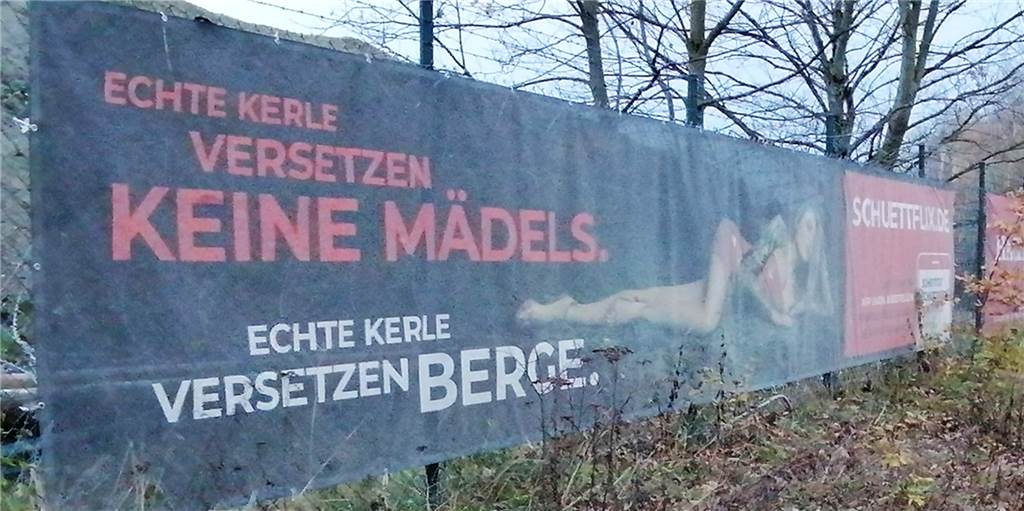 ECHTE KERLE
VERSETZEN
KEINE MÄDELS.
ECHTE KERLE
VERSETZEN BERGE.
SCHUETTFLIX.DE